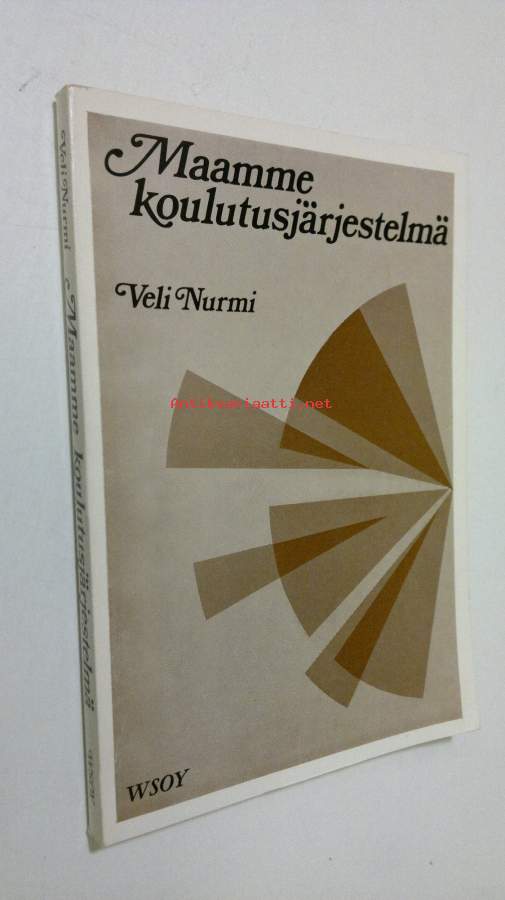 Maamme
koulutusjärjestelmä
Veli Nurmi
Antikvariaatti.net
WSOY
Veli Nurmi Maamme koulutusjärjestelmä WSOY